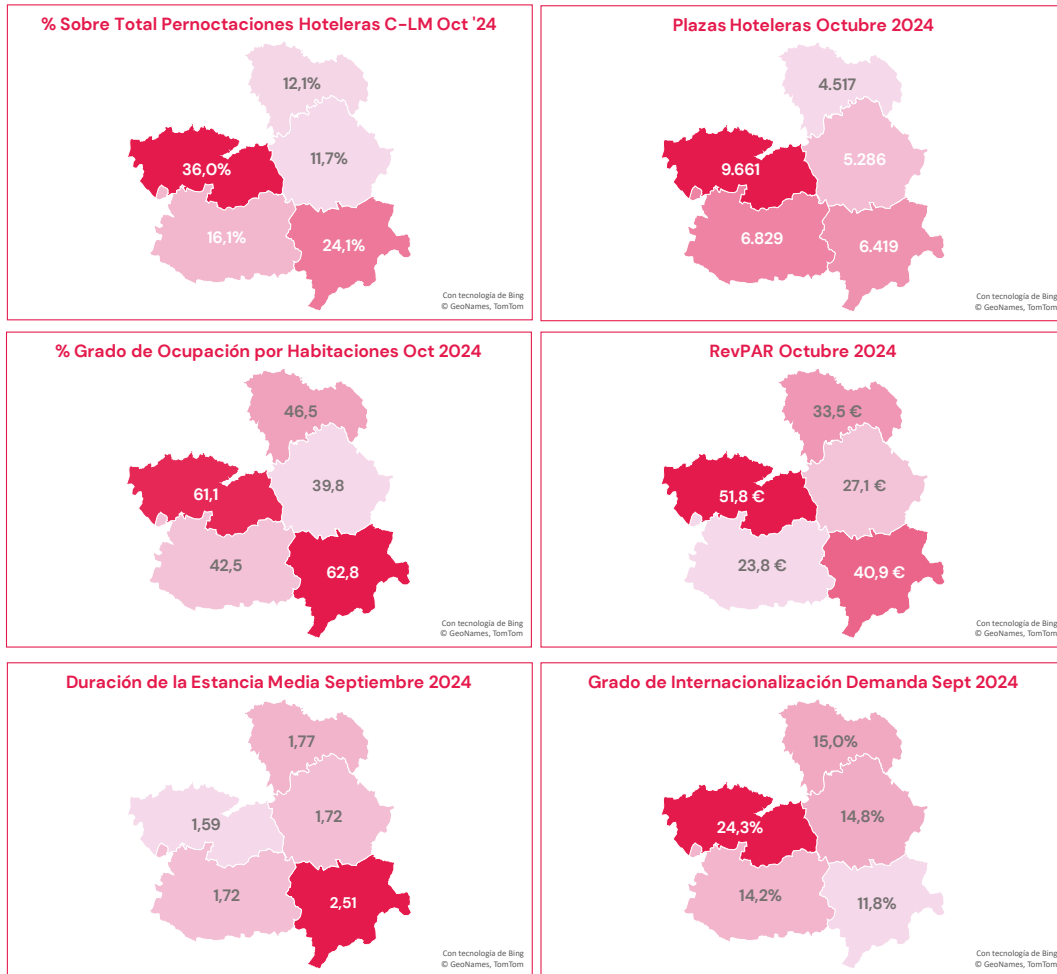 % Sobre Total Pernoctaciones Hoteleras C-LM Oct '24
12,1%
11,7%
36,0%
16,1%
24,1%
Con tecnología de Bing
© GeoNames, TomTom
Plazas Hoteleras Octubre 2024
4.517
5.286
9.661
6.829
6.419
Con tecnología de Bing
© GeoNames, TomTom
% Grado de Ocupación por Habitaciones Oct 2024
46,5
39,8
61,1
42,5
62,8
Con tecnología de Bing
© GeoNames, TomTom
RevPAR Octubre 2024
33,5 €
27,1 €
51,8 €
23,8 €
40,9 €
Con tecnología de Bing
© GeoNames, TomTom
Duración de la Estancia Media Septiembre 2024
1,77
1,72
1,59
1,72
2,51
Con tecnología de Bing
© GeoNames, TomTom
Grado de Internacionalización Demanda Sept 2024
15,0%
14,8%
24,3%
14,2%
11,8%
Con tecnología de Bing
© GeoNames, TomTom